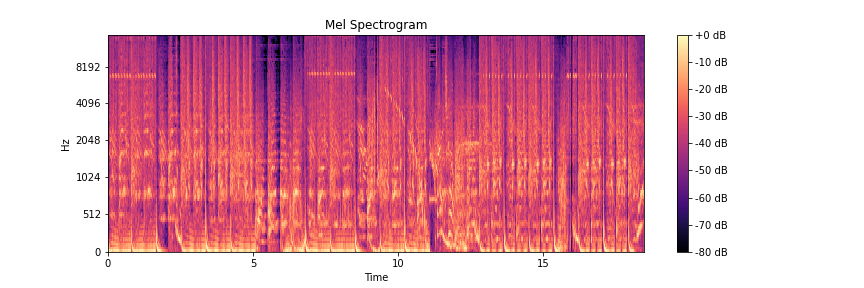 Mel Spectrogram
Hz
8192
4096
2048
1024
512
0
0
10
15
Time
+0 dB
-10 dB
-20 dB
-30 dB
-40 dB
-50 dB
-60 dB
-70 dB
-80 dB